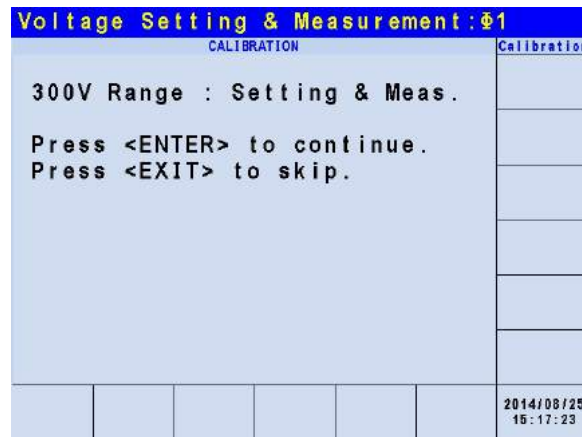 Voltage Setting & Measurement:Φ1
CALIBRATION
Calibration
300V Range : Setting & Meas.
Press <ENTER> to continue.
Press <EXIT> to skip.
2014/08/25
15:17:23